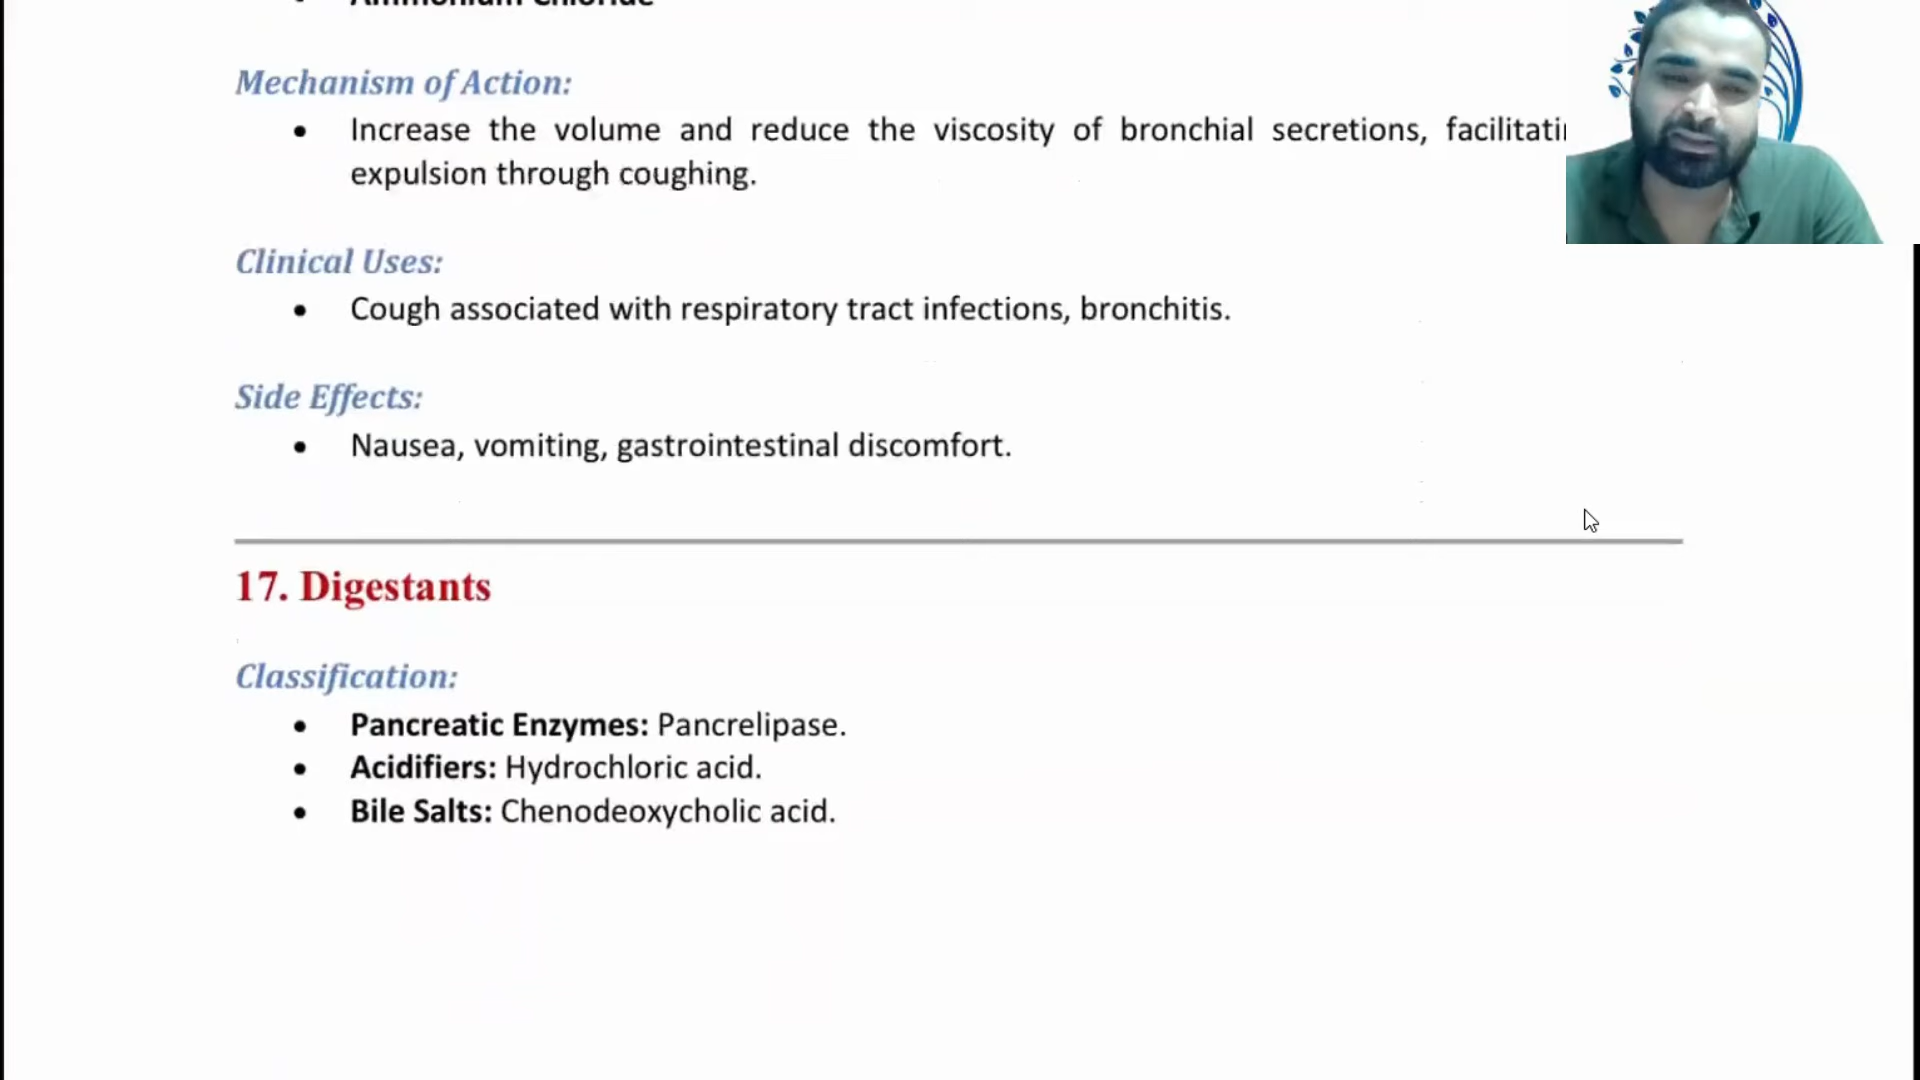 Ammonium Chloride
Mechanism of Action:
• Increase the volume and reduce the viscosity of bronchial secretions,
expulsion through coughing.
Clinical Uses:
• Cough associated with respiratory tract infections, bronchitis.
Side Effects:
• Nausea, vomiting, gastrointestinal discomfort.
17. Digestants
Classification:
• Pancreatic Enzymes: Pancrelipase.
• Acidifiers: Hydrochloric acid.
• Bile Salts: Chenodeoxycholic acid.